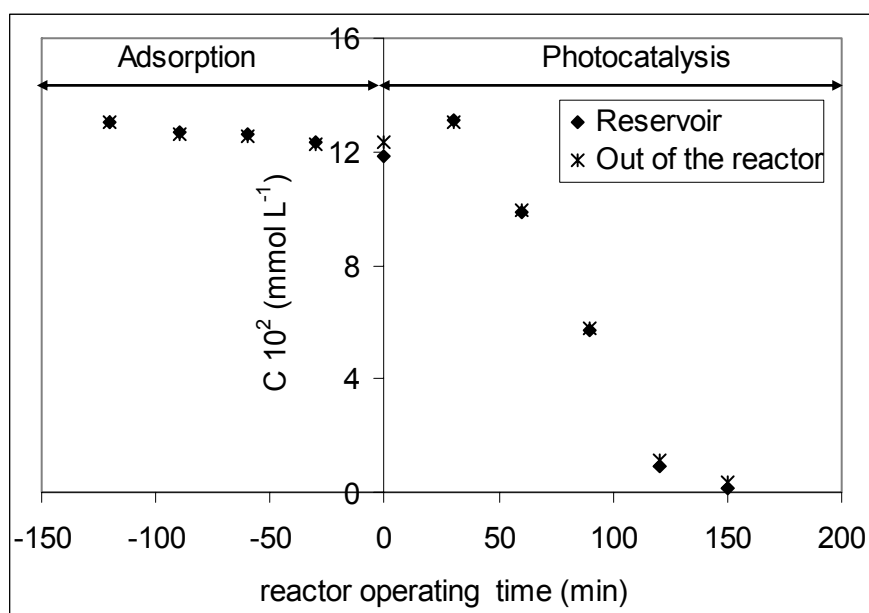 16
Adsorption Photocatalysis
Reservoir
Out of the reactor
12
8
4
0
C 10² (mmol L⁻¹)
-150 -100 -50 0 50 100 150 200
reactor operating time (min)